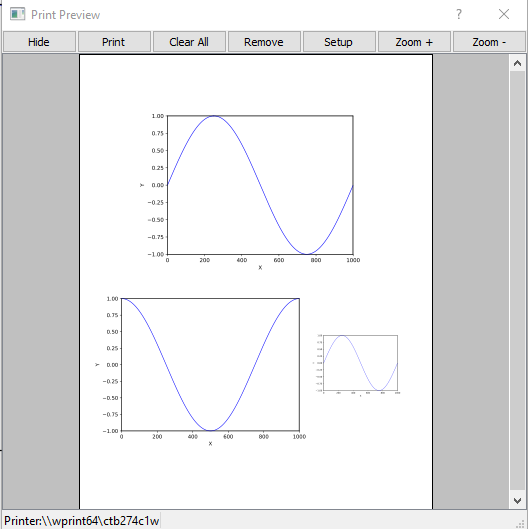 Print Preview ?
Hide Print Clear All Remove Setup Zoom + Zoom -
1.00
0.75
0.50
0.25
0.00
−0.25
−0.50
−0.75
−1.00
Y
0 200 400 600 800 1000
X
1.00
0.75
0.50
0.25
0.00
−0.25
−0.50
−0.75
−1.00
Y
0 200 400 600 800 1000
X
Printer:\\wprint64\ctb274c1w